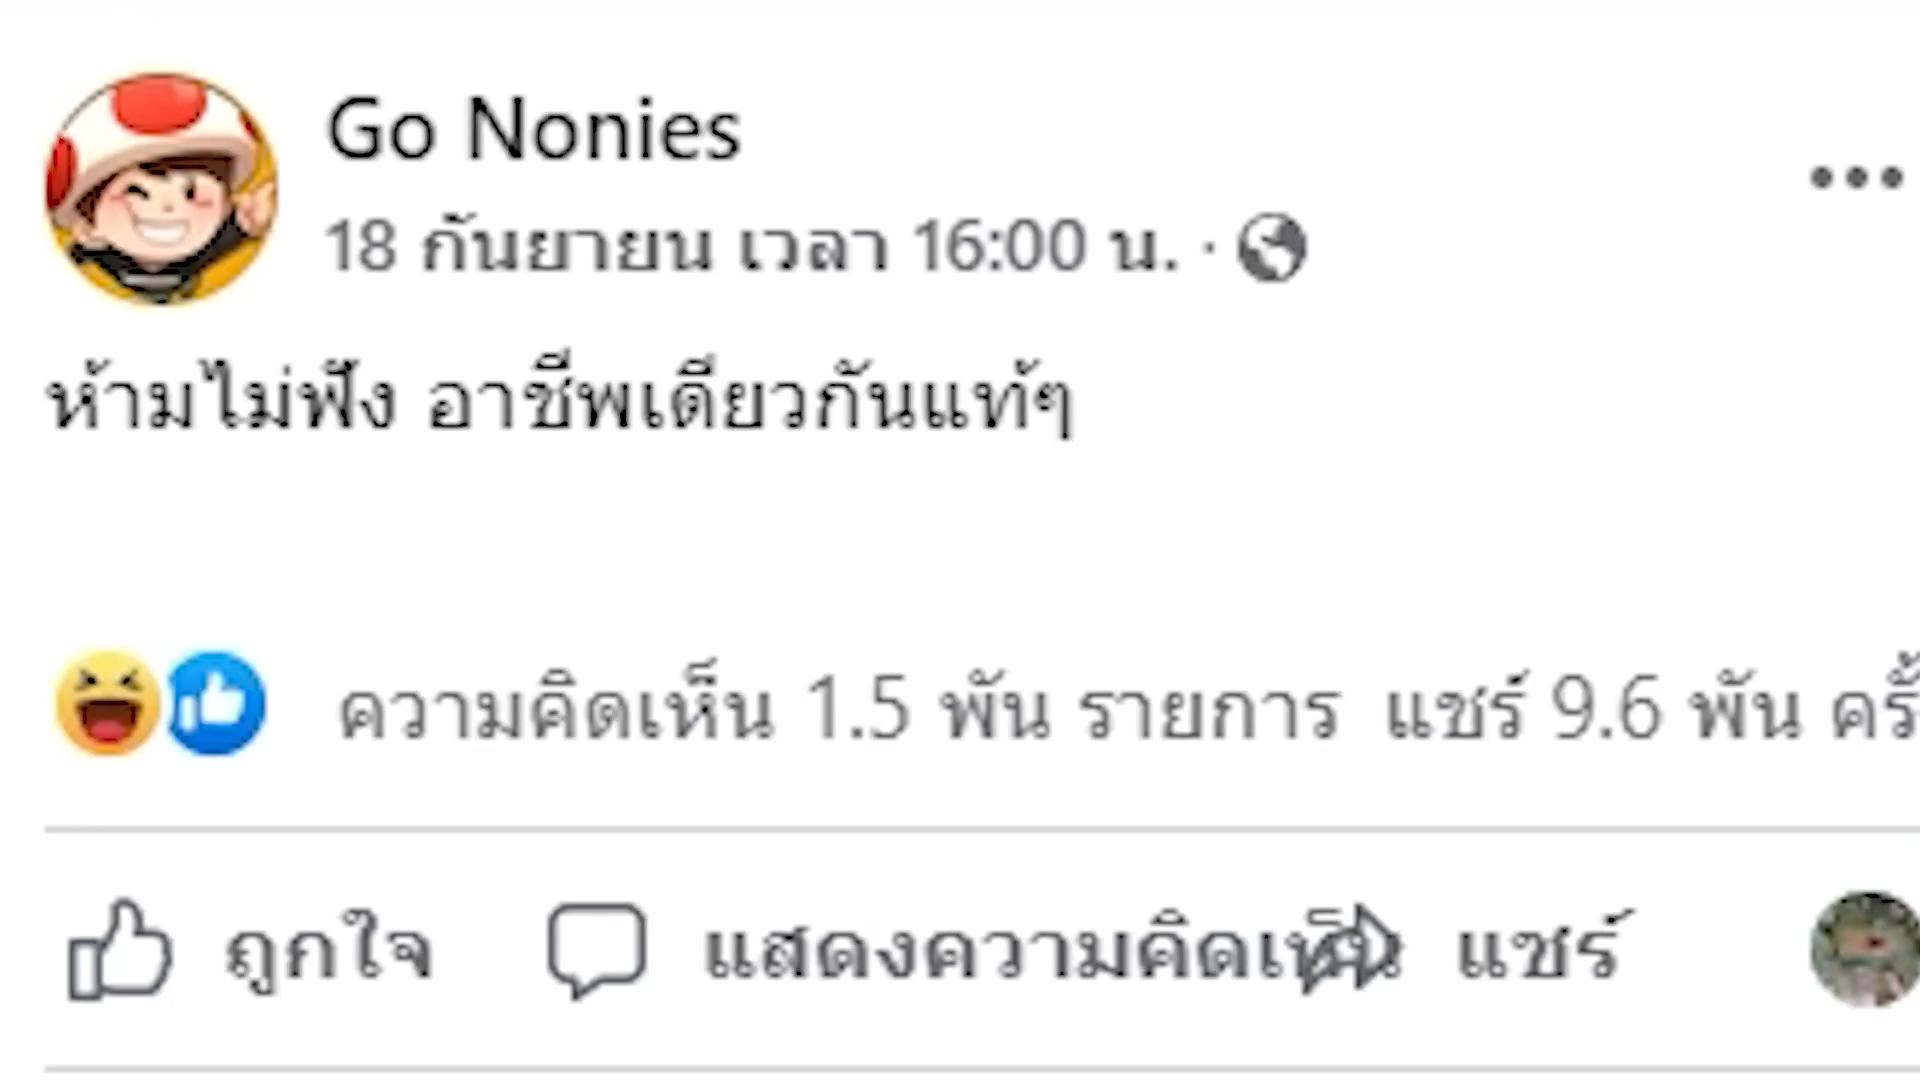 Go Nonies
18 กันยายน เวลา 16:00 น. ·
ห้ามไม่ฟัง อาชีพเดียวกันแท้ๆ
ความคิดเห็น 1.5 พัน รายการ แชร์ 9.6 พัน
ถูกใจ แสดงความคิดเห็น แชร์